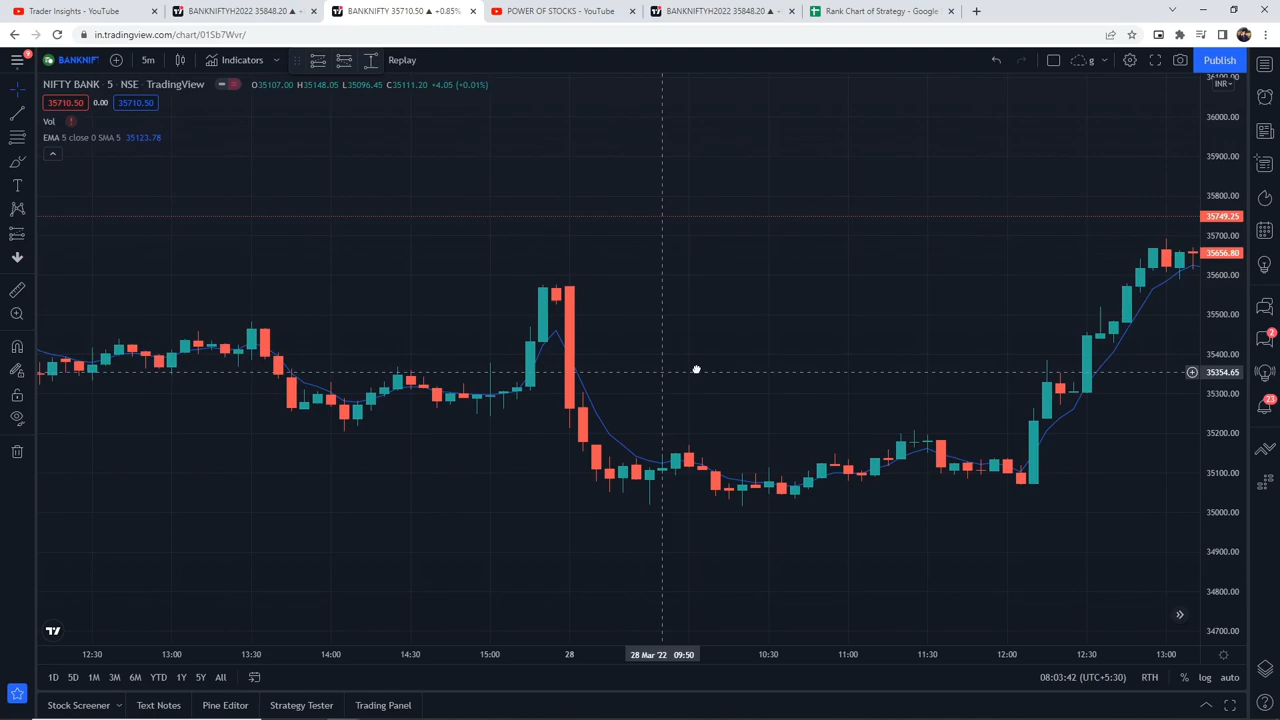 Trader Insights - YouTube
BANKNIFTYH2022 35848.20 ▲ +
BANKNIFTY 35710.50 ▲ +0.85%
POWER OF STOCKS - YouTube
BANKNIFTYH2022 35848.20 ▲ +0
Rank Chart of Strategy - Google
in.tradingview.com/chart/01Sb7Wvr/
9
BANKNIF
5m
Indicators
Replay
Publish
NIFTY BANK 5 NSE TradingView
O35107.00 H35148.05 L35096.45 C35111.20 +4.05 (+0.01%)
INR
35710.50 0.00 35710.50
Vol
EMA 5 close 0 SMA 5 35123.78
36100.00
36000.00
35900.00
35800.00
35749.25
35700.00
35656.80
35600.00
35500.00
35400.00
35354.65
35300.00
35200.00
35100.00
35000.00
34900.00
34800.00
34700.00
2
23
12:30 13:00 13:30 14:00 14:30 15:00 28 28 Mar '22 09:50 10:30 11:00 11:30 12:00 12:30 13:00
1D 5D 1M 3M 6M YTD 1Y 5Y All
08:03:42 (UTC+5:30) RTH % log auto
Stock Screener Text Notes Pine Editor Strategy Tester Trading Panel